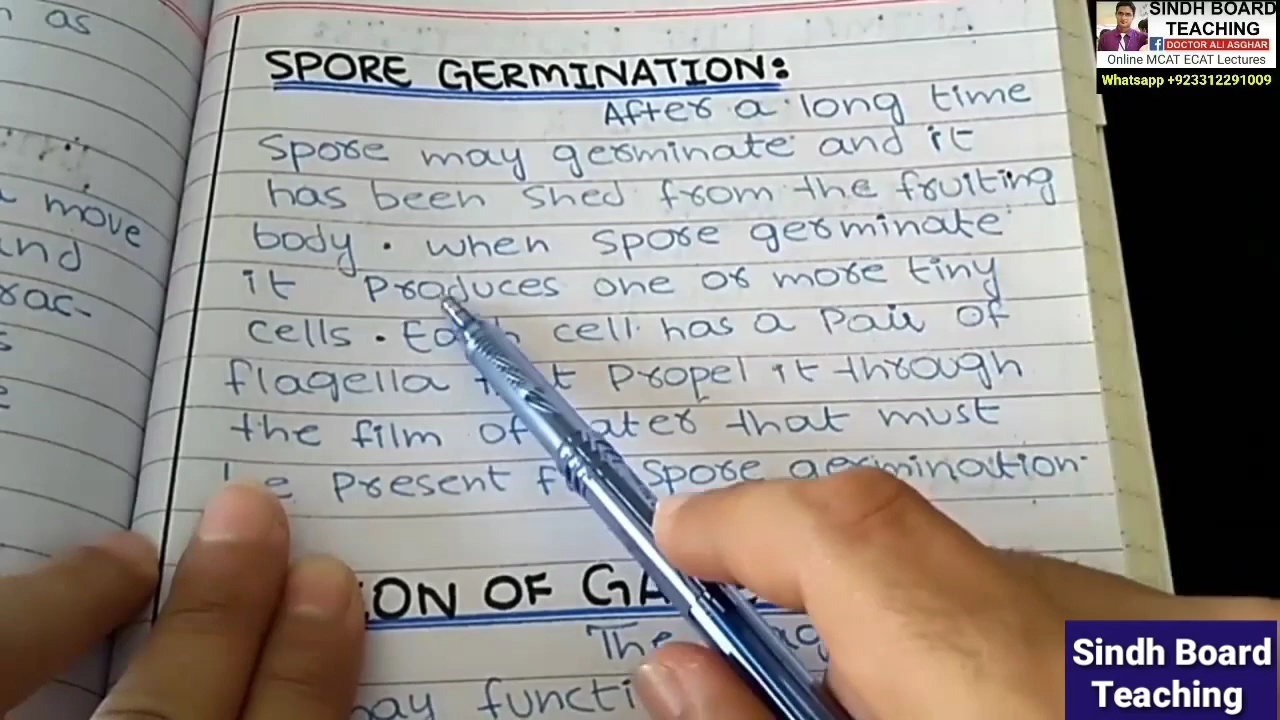 SINDH BOARD
TEACHING
DOCTOR ALI ASGHAR
Online MCAT ECAT Lectures
Whatsapp +923312291009
as
move
and
SPORE GERMINATION:
After a long time
Spore may germinate and it
has been shed from the fruiting
body. when spore germinate
it Produces one or more tiny
cells. cell has a Pair of
flagella Propel it through
the film of that must
Present spore germination.
OF
The
functi
Sindh Board
Teaching